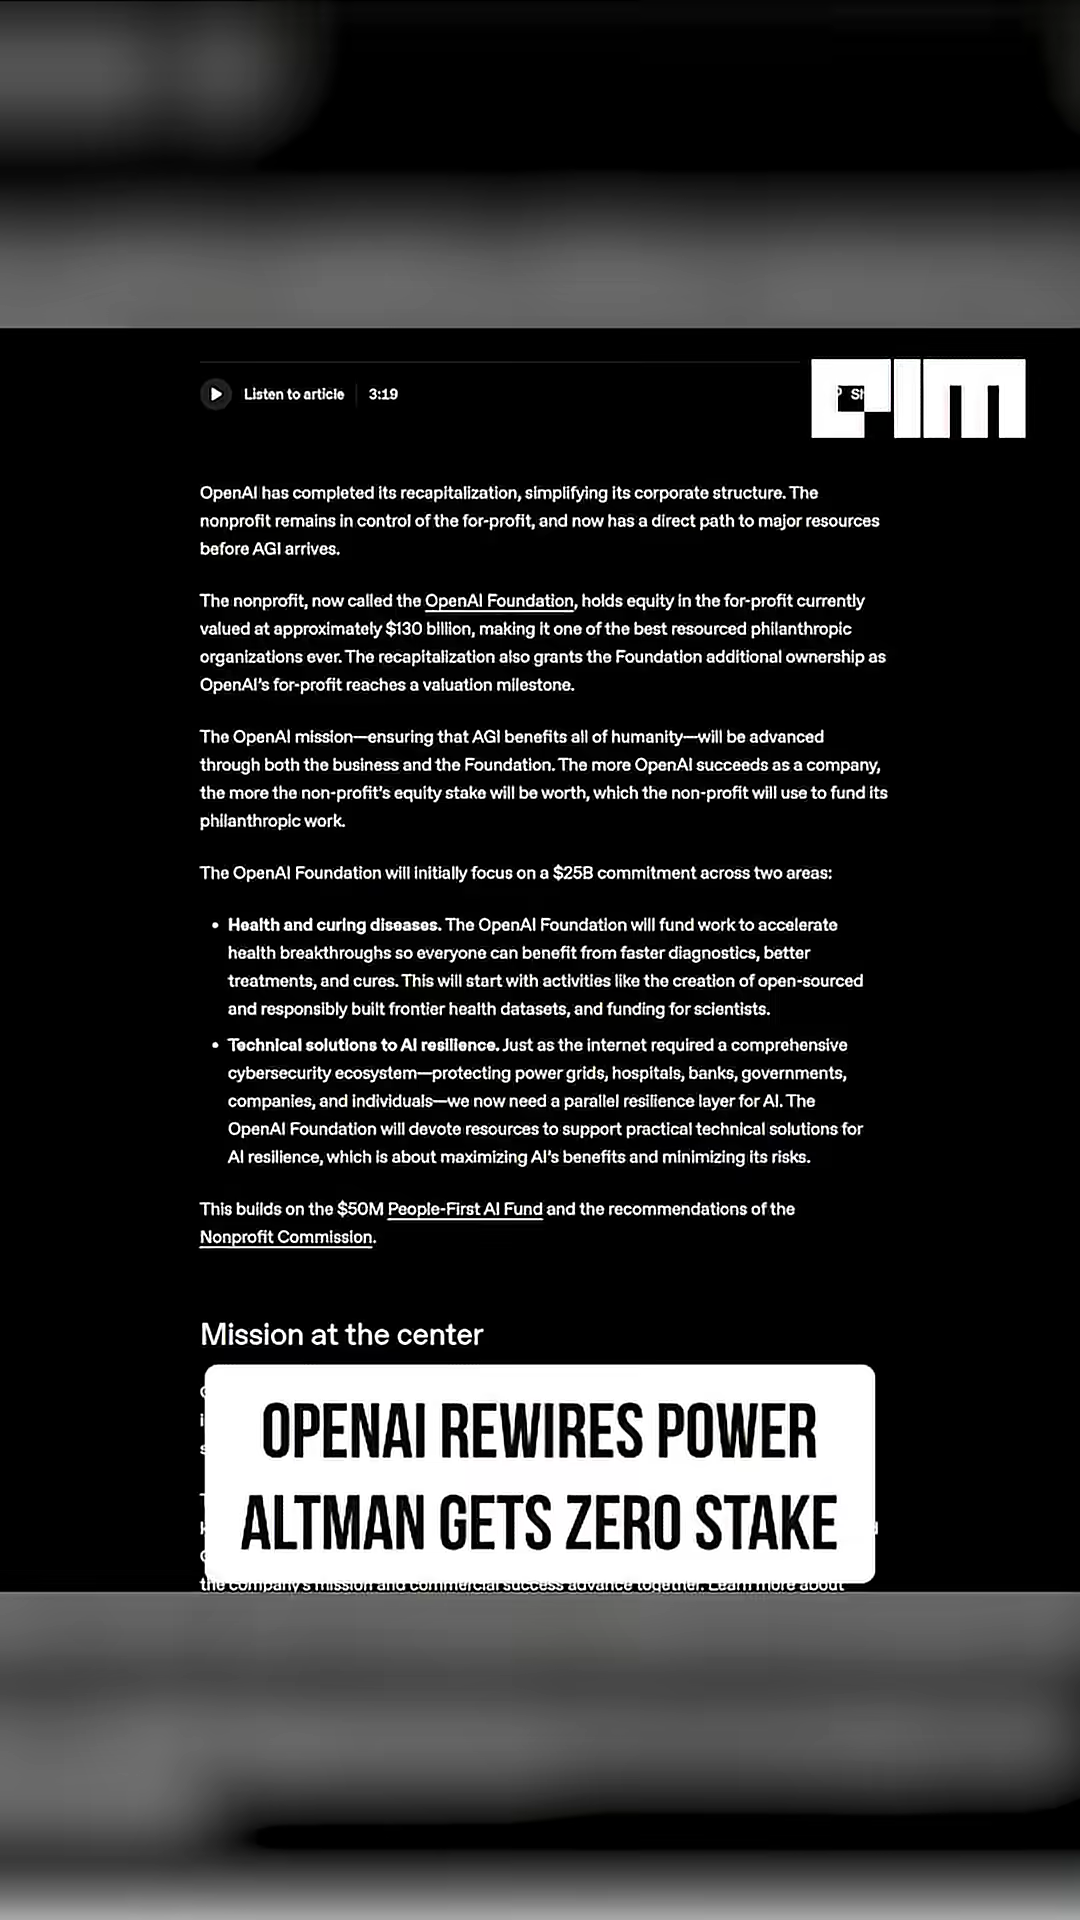 Listen to article
3:19
Sh
aim
OpenAI has completed its recapitalization, simplifying its corporate structure. The
nonprofit remains in control of the for-profit, and now has a direct path to major resources
before AGI arrives.
The nonprofit, now called the OpenAI Foundation, holds equity in the for-profit currently
valued at approximately $130 billion, making it one of the best resourced philanthropic
organizations ever. The recapitalization also grants the Foundation additional ownership as
OpenAI's for-profit reaches a valuation milestone.
The OpenAI mission—ensuring that AGI benefits all of humanity—will be advanced
through both the business and the Foundation. The more OpenAI succeeds as a company,
the more the non-profit's equity stake will be worth, which the non-profit will use to fund its
philanthropic work.
The OpenAI Foundation will initially focus on a $25B commitment across two areas:
• Health and curing diseases. The OpenAI Foundation will fund work to accelerate
health breakthroughs so everyone can benefit from faster diagnostics, better
treatments, and cures. This will start with activities like the creation of open-sourced
and responsibly built frontier health datasets, and funding for scientists.
• Technical solutions to AI resilience. Just as the internet required a comprehensive
cybersecurity ecosystem—protecting power grids, hospitals, banks, governments,
companies, and individuals—we now need a parallel resilience layer for AI. The
OpenAI Foundation will devote resources to support practical technical solutions for
AI resilience, which is about maximizing AI's benefits and minimizing its risks.
This builds on the $50M People-First AI Fund and the recommendations of the
Nonprofit Commission.
Mission at the center
OPENAI REWIRES POWER
ALTMAN GETS ZERO STAKE
the company's mission and commercial success advance together. Learn more about